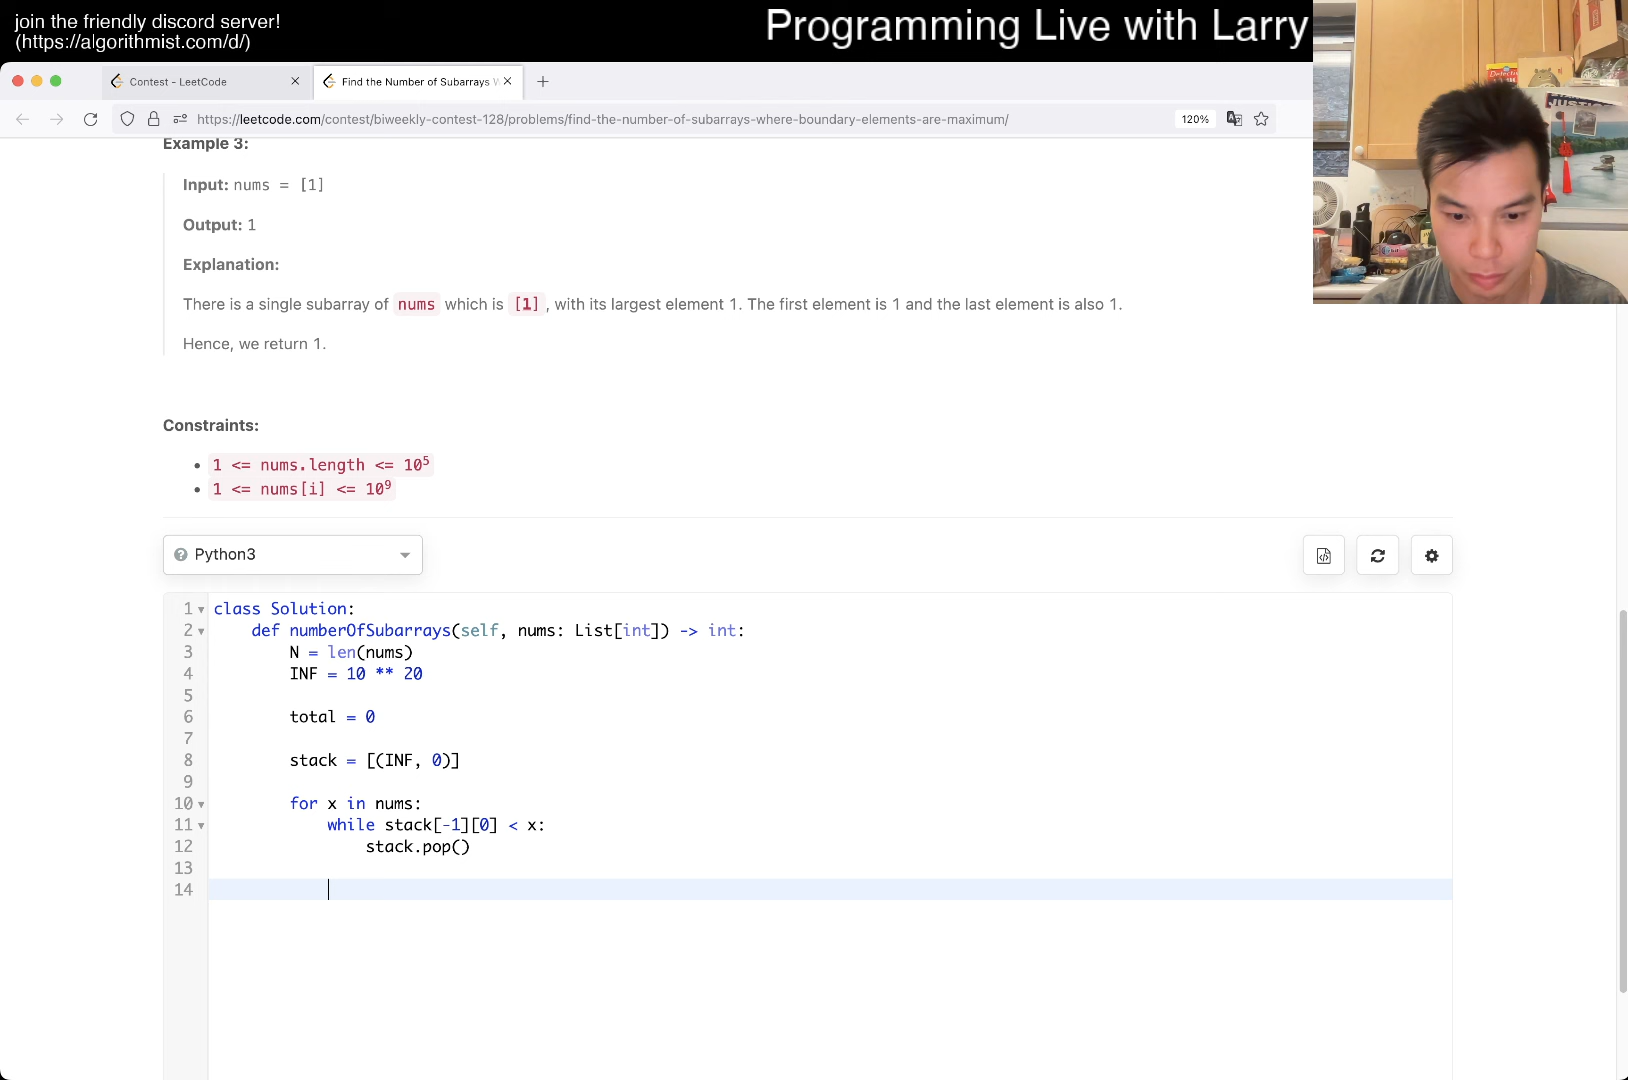 join the friendly discord server!
(https://algorithmist.com/d/)
Programming Live with Larry
Contest - LeetCode
Find the Number of Subarrays W
https://leetcode.com/contest/biweekly-contest-128/problems/find-the-number-of-subarrays-where-boundary-elements-are-maximum/
120%
Example 3:
Input: nums = [1]
Output: 1
Explanation:
There is a single subarray of nums which is [1], with its largest element 1. The first element is 1 and the last element is also 1.
Hence, we return 1.
Constraints:
1 <= nums.length <= 10⁵
1 <= nums[i] <= 10⁹
Python3
1 class Solution:
2 def numberOfSubarrays(self, nums: List[int]) -> int:
3 N = len(nums)
4 INF = 10 ** 20
5
6 total = 0
7
8 stack = [(INF, 0)]
9
10 for x in nums:
11 while stack[-1][0] < x:
12 stack.pop()
13
14